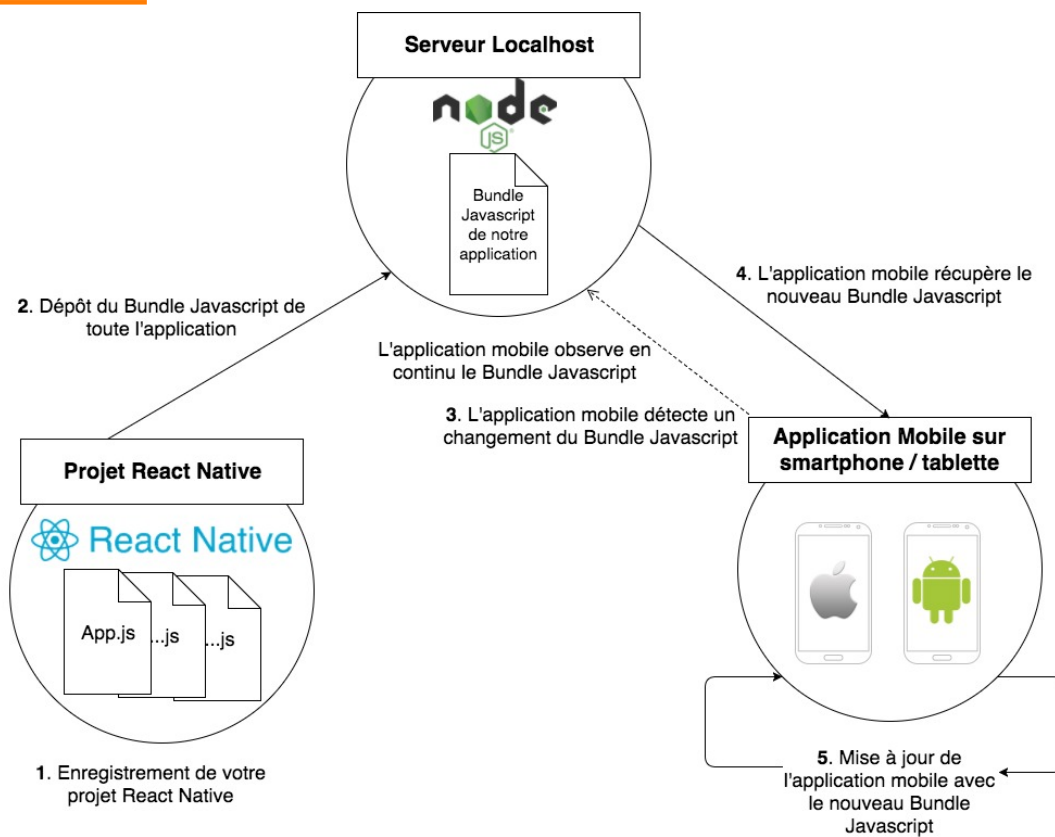 Serveur Localhost
node
JS
Bundle
Javascript
de notre
application
2. Dépôt du Bundle Javascript de
toute l'application
4. L'application mobile récupère le
nouveau Bundle Javascript
L'application mobile observe en
continu le Bundle Javascript
3. L'application mobile détecte un
changement du Bundle Javascript
Projet React Native
React Native
App.js
...js
...js
1. Enregistrement de votre
projet React Native
Application Mobile sur
smartphone / tablette
5. Mise à jour de
l'application mobile avec
le nouveau Bundle
Javascript